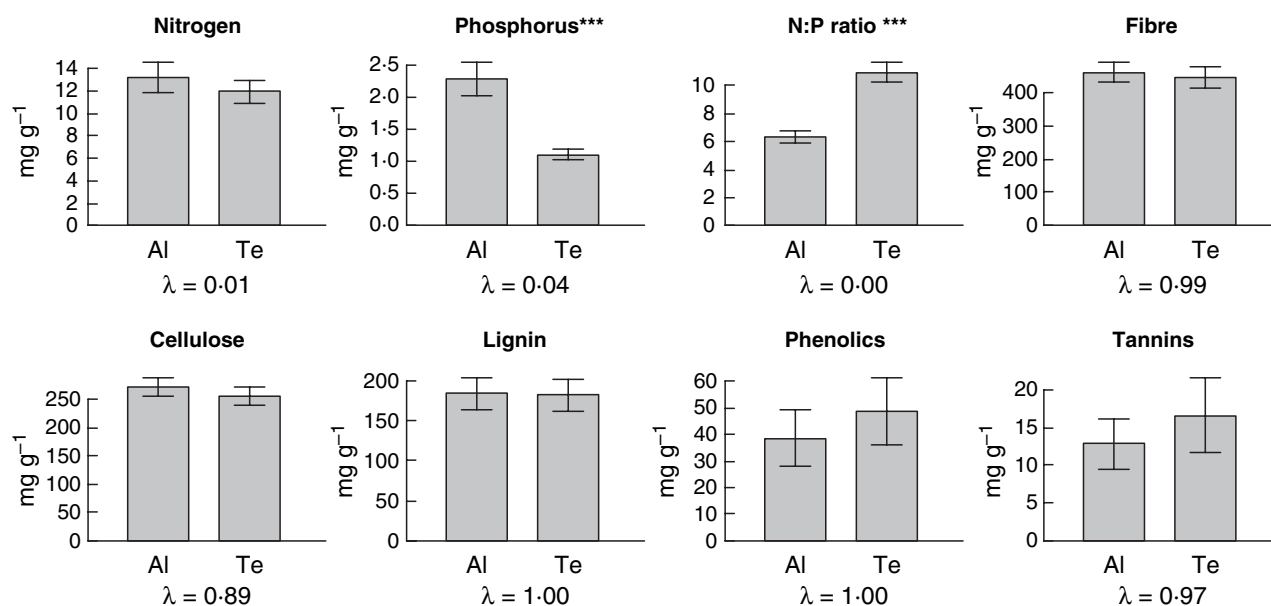 Nitrogen
mg g⁻¹
14
12
10
8
6
4
2
0
Al Te
λ = 0·01
Phosphorus***
mg g⁻¹
2·5
2·0
1·5
1·0
0·5
0·0
Al Te
λ = 0·04
N:P ratio ***
10
8
6
4
2
0
Al Te
λ = 0·00
Fibre
mg g⁻¹
400
300
200
100
0
Al Te
λ = 0·99
Cellulose
mg g⁻¹
250
200
150
100
50
0
Al Te
λ = 0·89
Lignin
mg g⁻¹
200
150
100
50
0
Al Te
λ = 1·00
Phenolics
mg g⁻¹
60
50
40
30
20
10
0
Al Te
λ = 1·00
Tannins
mg g⁻¹
20
15
10
5
0
Al Te
λ = 0·97